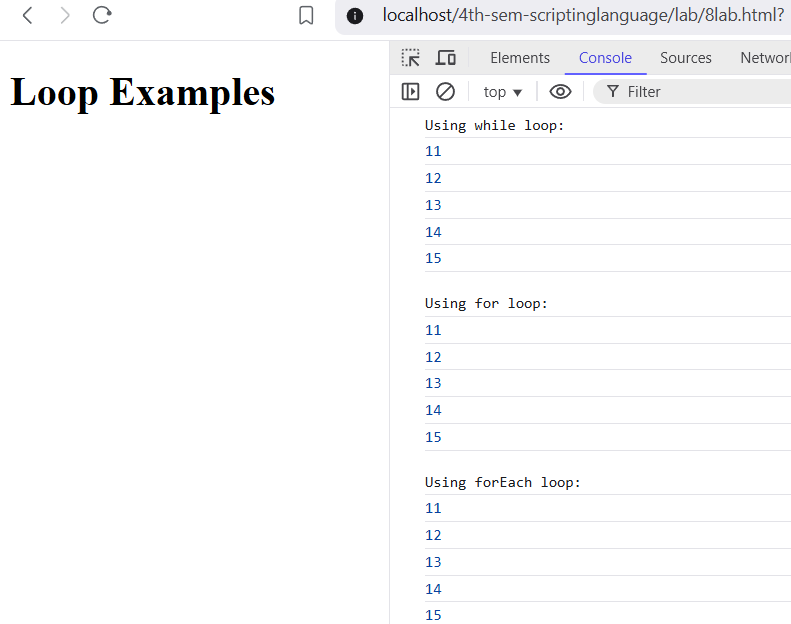 localhost/4th-sem-scriptinglanguage/lab/8lab.html?
Elements Console Sources Networ
top Filter
Loop Examples
Using while loop:
11
12
13
14
15
Using for loop:
11
12
13
14
15
Using forEach loop:
11
12
13
14
15